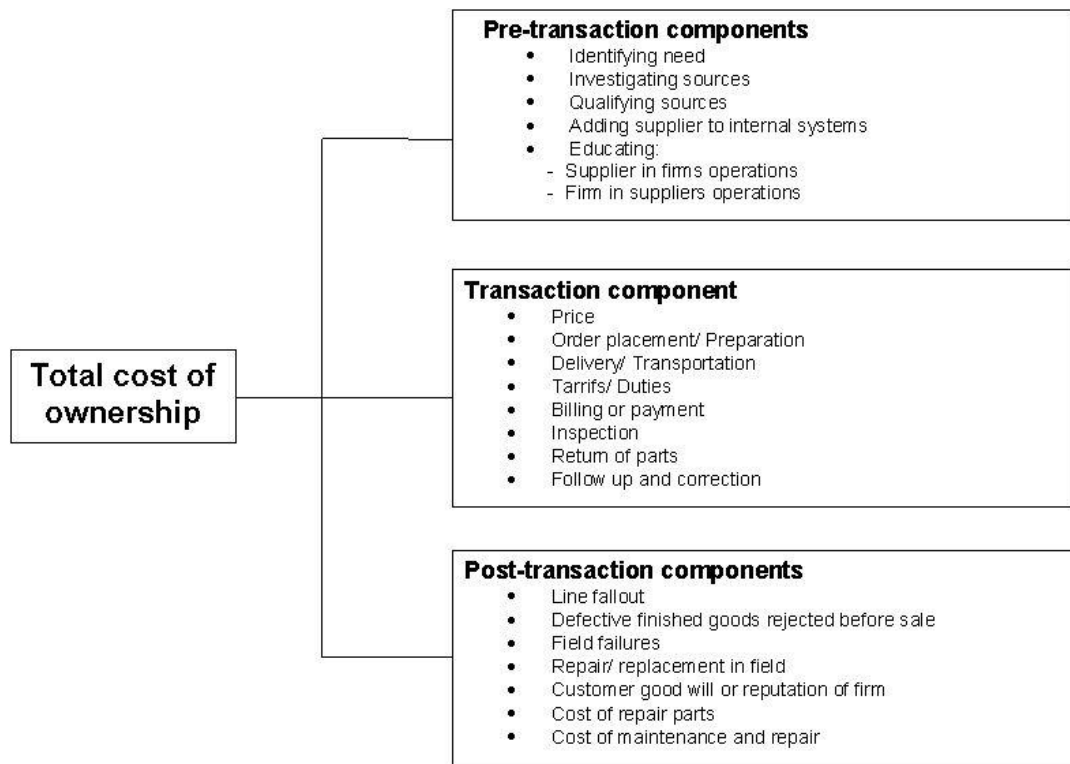 Pre-transaction components
• Identifying need
• Investigating sources
• Qualifying sources
• Adding supplier to internal systems
• Educating:
- Supplier in firms operations
- Firm in suppliers operations
Total cost of
ownership
Transaction component
• Price
• Order placement/ Preparation
• Delivery/ Transportation
• Tarrifs/ Duties
• Billing or payment
• Inspection
• Return of parts
• Follow up and correction
Post-transaction components
• Line fallout
• Defective finished goods rejected before sale
• Field failures
• Repair/ replacement in field
• Customer good will or reputation of firm
• Cost of repair parts
• Cost of maintenance and repair